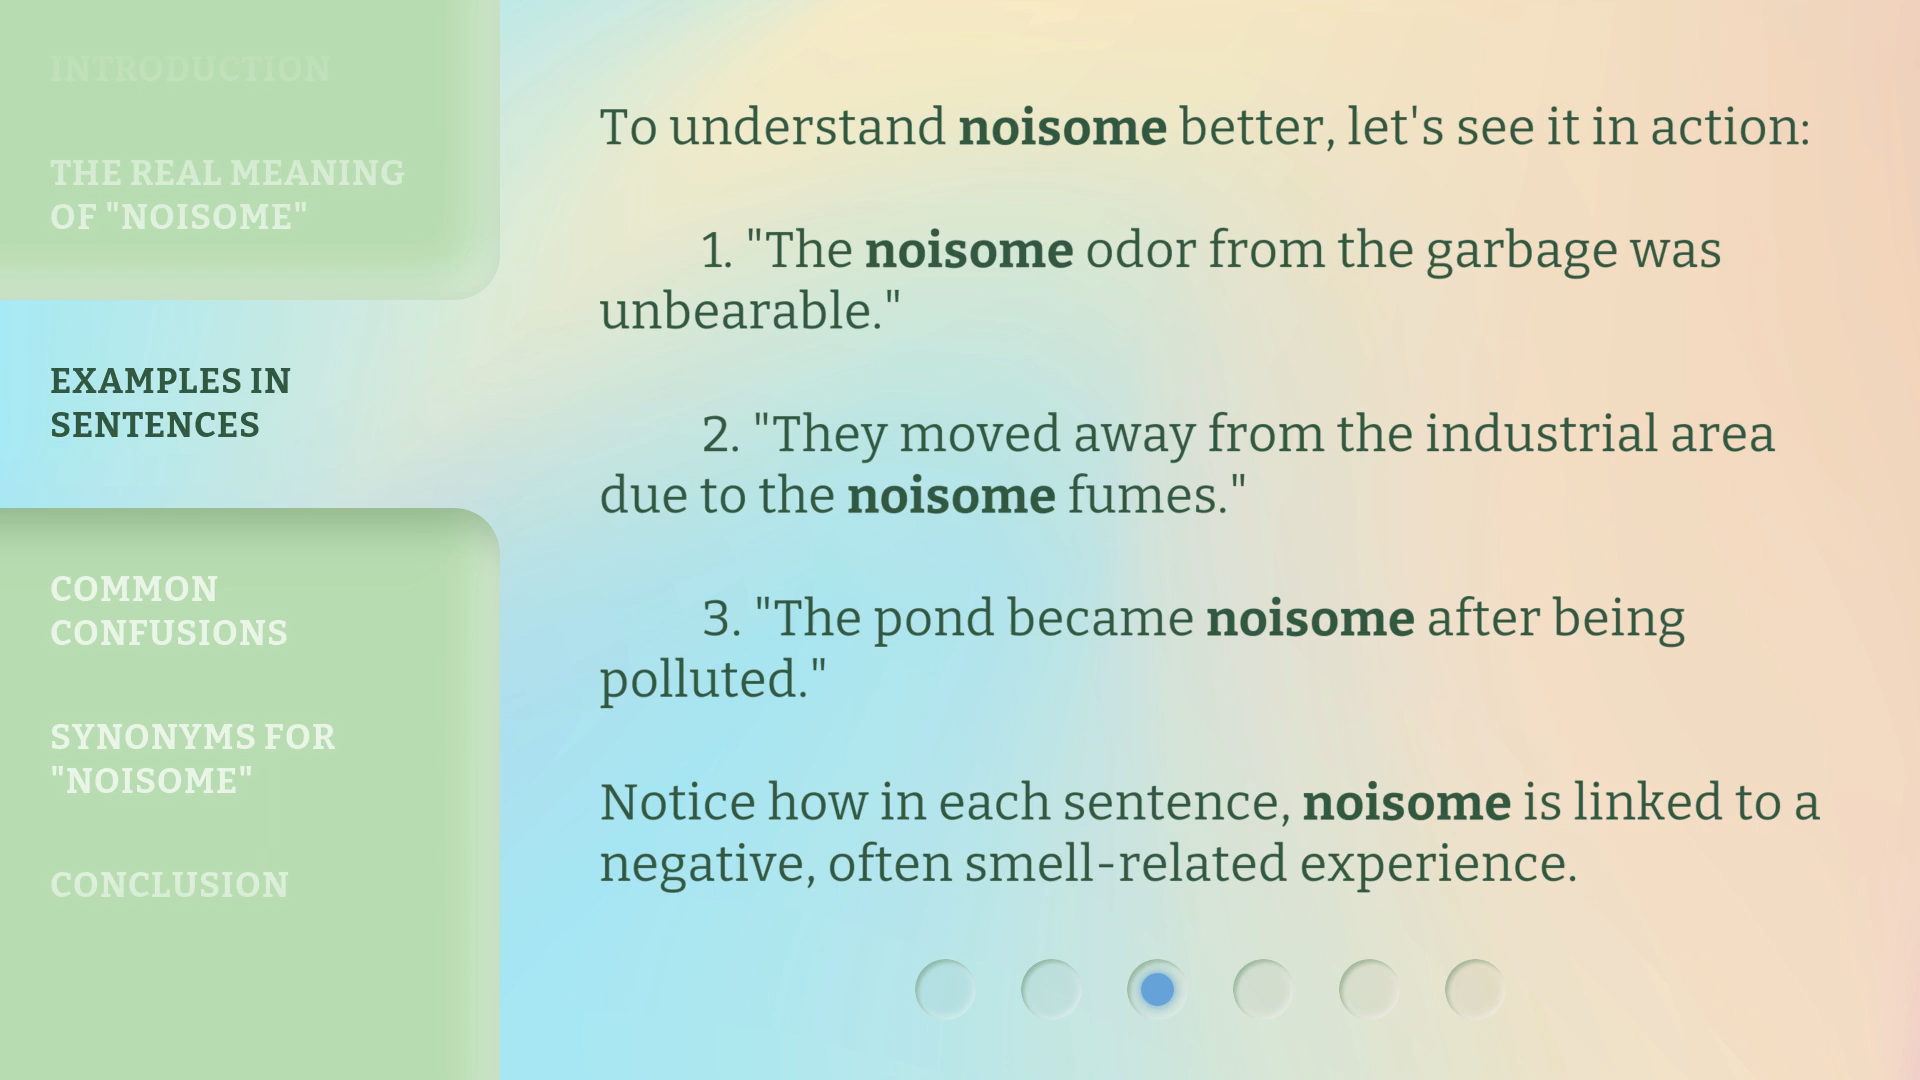 INTRODUCTION
THE REAL MEANING
OF "NOISOME"
EXAMPLES IN
SENTENCES
COMMON
CONFUSIONS
SYNONYMS FOR
"NOISOME"
CONCLUSION
To understand noisome better, let's see it in action:
1. "The noisome odor from the garbage was
unbearable."
2. "They moved away from the industrial area
due to the noisome fumes."
3. "The pond became noisome after being
polluted."
Notice how in each sentence, noisome is linked to a
negative, often smell-related experience.